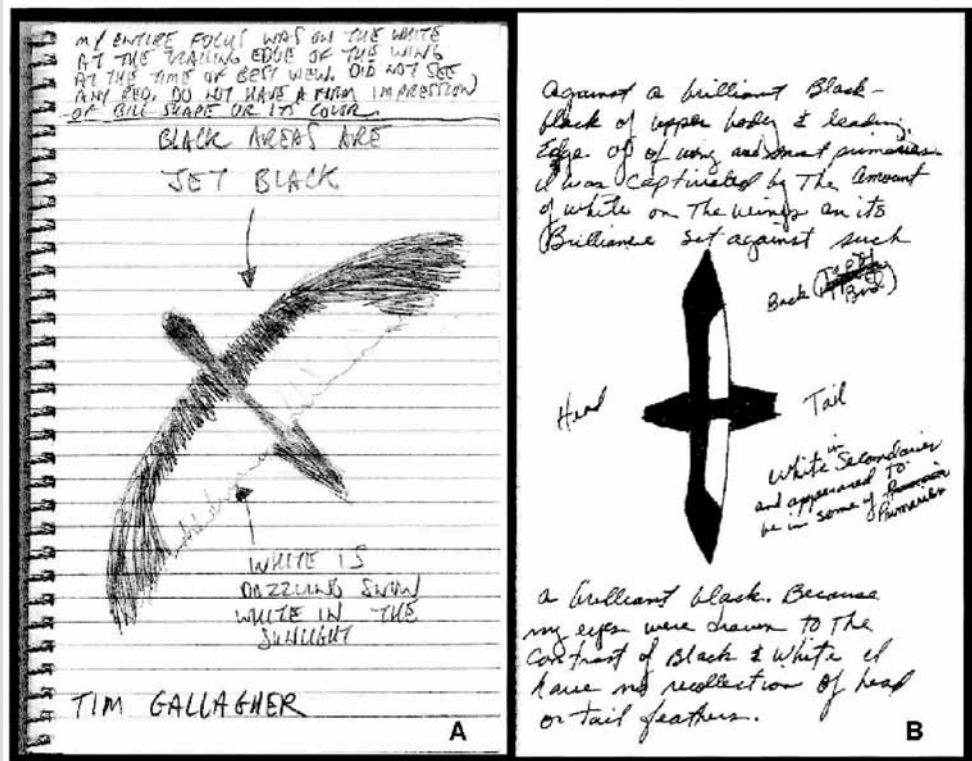 MY ENTIRE FOCUS WAS ON THE WHITE
AT THE TRAILING EDGE OF THE WING
AT THE TIME OF BEST VIEW. DID NOT SEE
ANY RED. DO NOT HAVE A FIRM IMPRESSION
OF BILL SHAPE OR ITS COLOR.
BLACK AREAS ARE
JET BLACK
WHITE IS
DAZZLING SNOW
WHITE IN THE
SUNLIGHT
TIM GALLAGHER
A
Against a brilliant Black-
black of upper body & leading
Edge of of wing and most primaries
I was captivated by The Amount
of white on The wings an its
Brilliance set against such
Back (
Bird)
Head
Tail
White in Secondaries
and appeared to
be in some of
Primaries
a brilliant black. Because
my eyes were drawn to The
Contrast of Black & White I
have no recollection of head
or tail feathers.
B